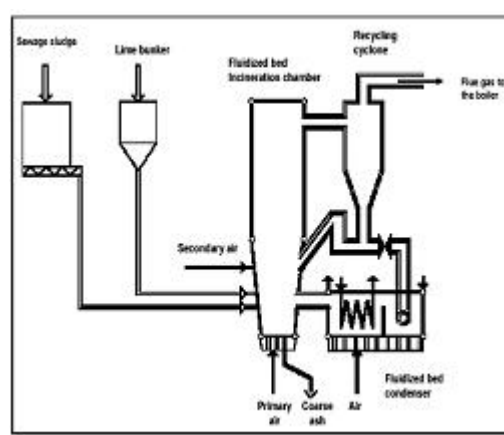 Sewage sludge
Lime bunker
Fluidized bed
Incineration chamber
Recycling
cyclone
Flue gas to
the boiler
Secondary air
Primary
air
Coarse
ash
Air
Fluidized bed
condenser